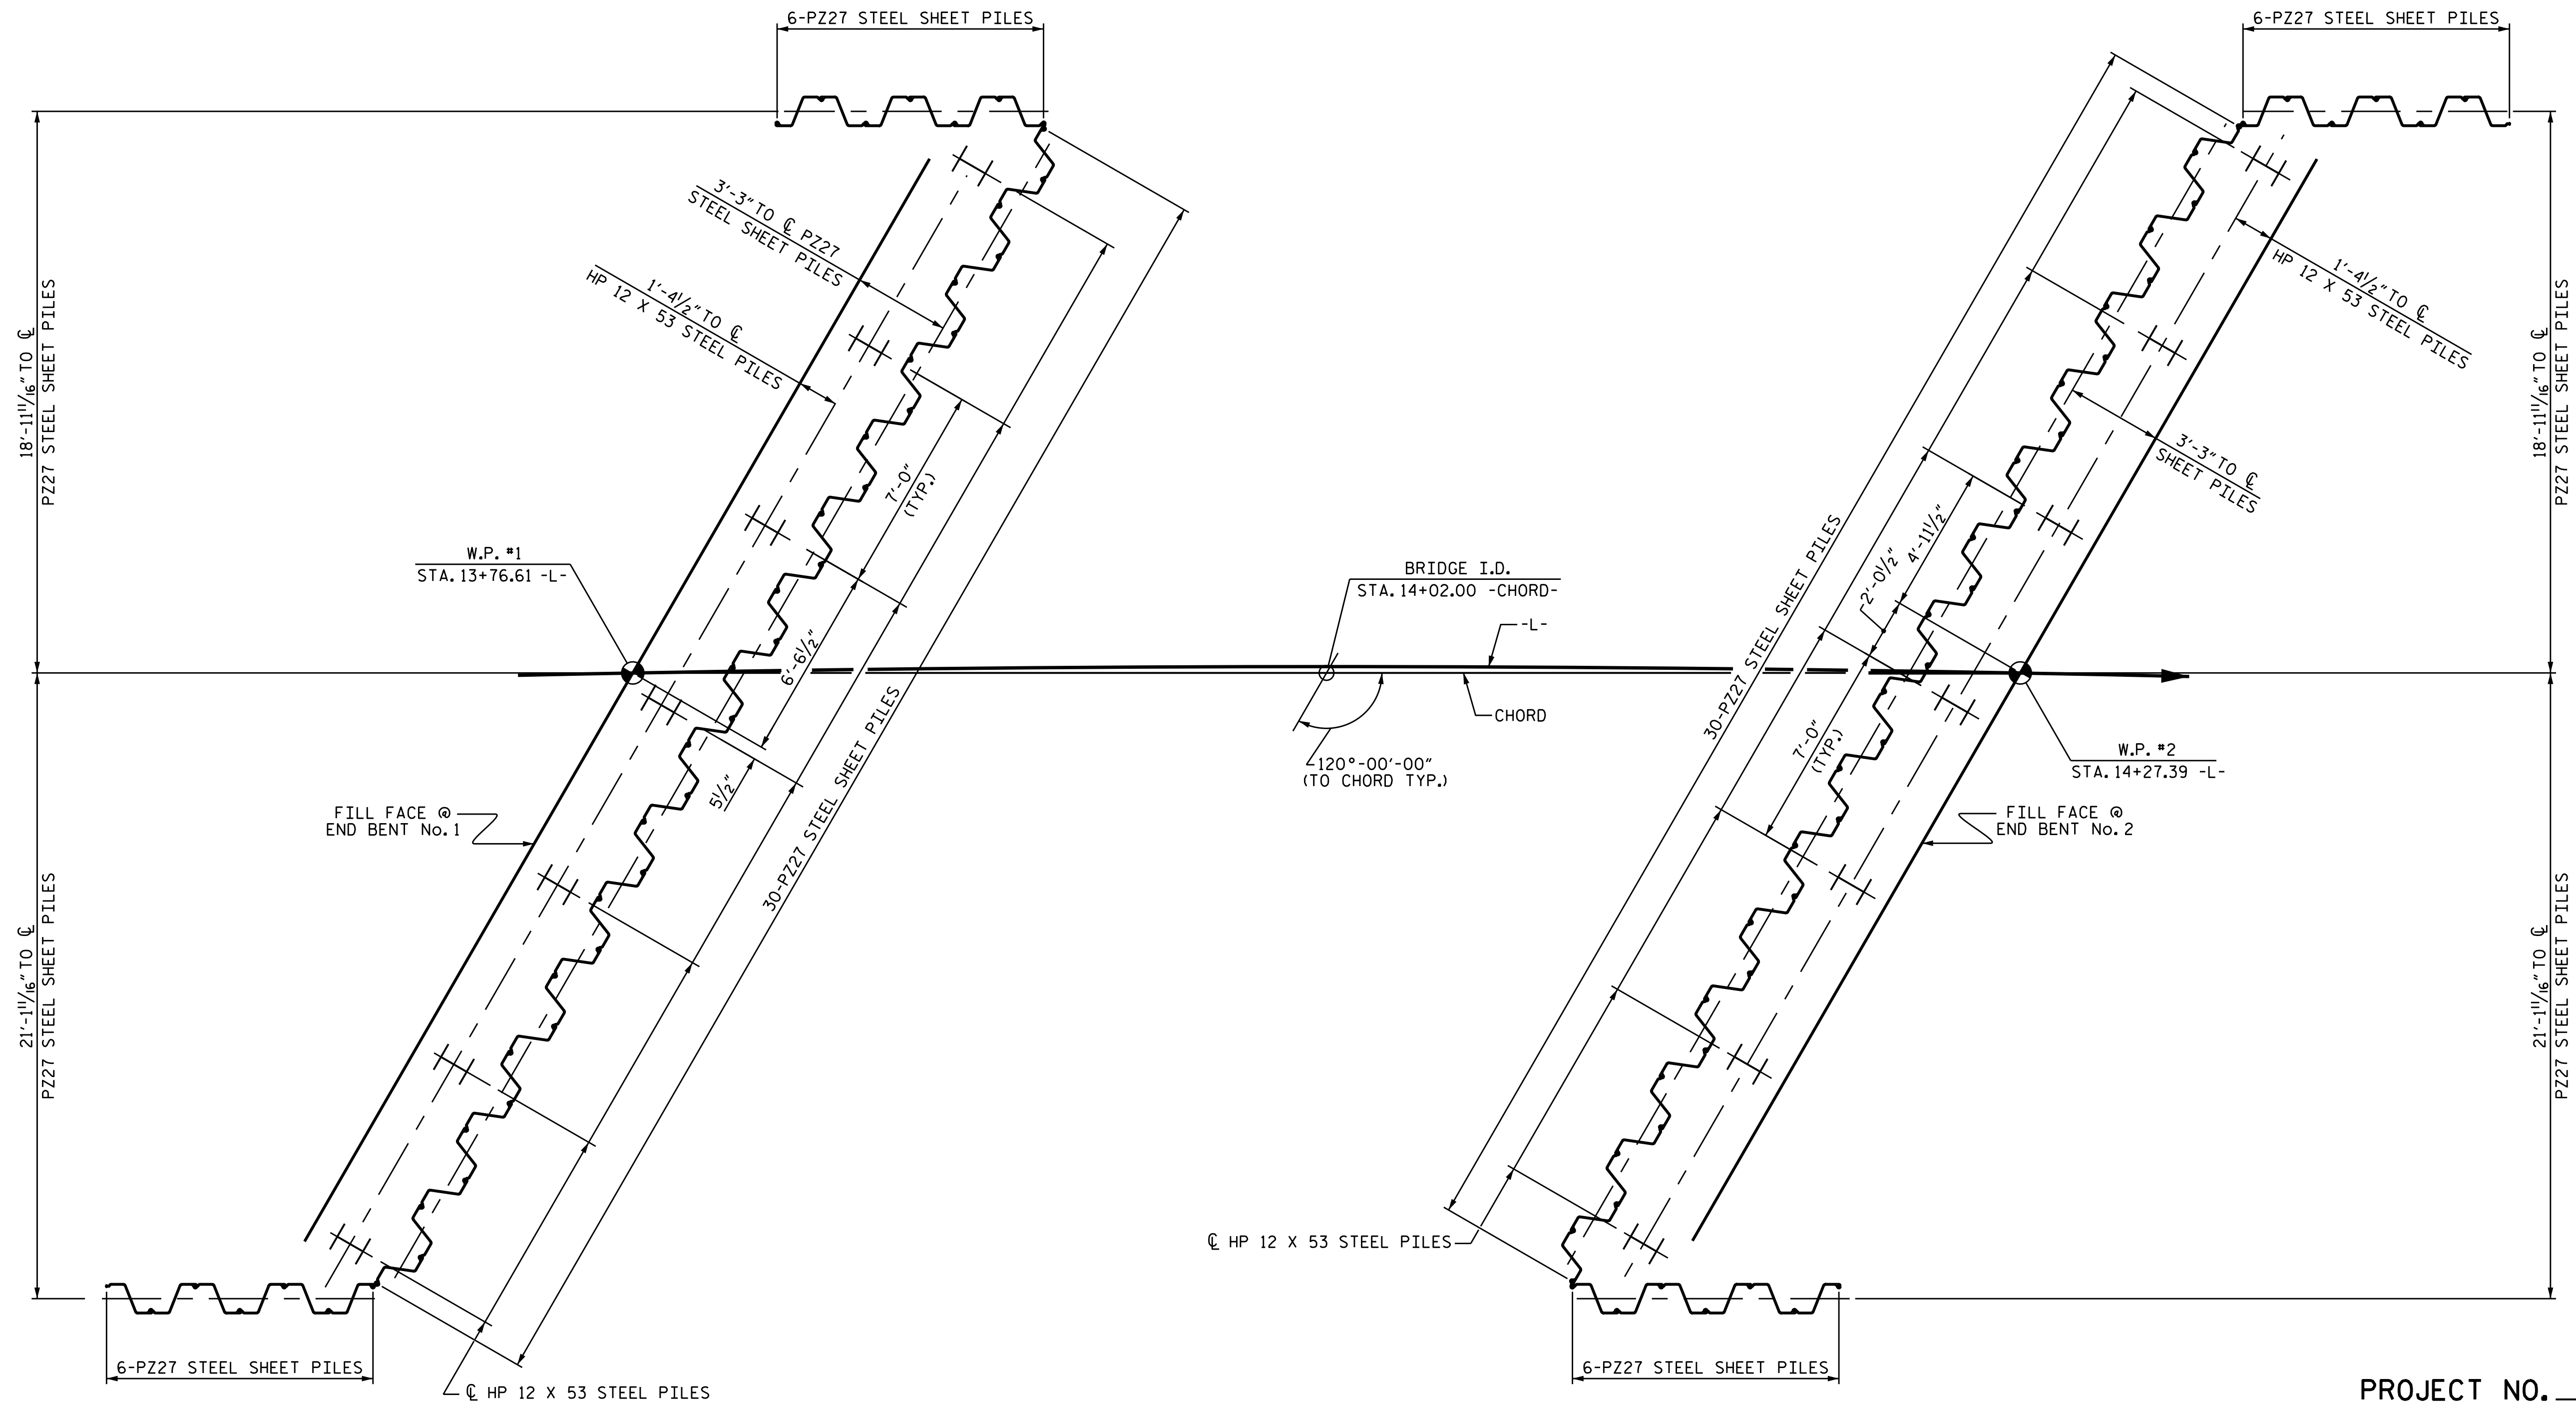 6-PZ27 STEEL SHEET PILES
6-PZ27 STEEL SHEET PILES
3'-3" TO ℄ PZ27
STEEL SHEET PILES
1'-4½" TO ℄
HP 12 X 53 STEEL PILES
18'-11 11/16" TO ℄
PZ27 STEEL SHEET PILES
7'-0"
(TYP.)
W.P. #1
STA. 13+76.61 -L-
6'-6½"
5½"
30-PZ27 STEEL SHEET PILES
FILL FACE @
END BENT No. 1
21'-1 11/16" TO ℄
PZ27 STEEL SHEET PILES
6-PZ27 STEEL SHEET PILES
℄ HP 12 X 53 STEEL PILES
BRIDGE I.D.
STA. 14+02.00 -CHORD-
-L-
CHORD
120°-00'-00"
(TO CHORD TYP.)
1'-4½" TO ℄
HP 12 X 53 STEEL PILES
3'-3" TO ℄
SHEET PILES
18'-11 11/16" TO ℄
PZ27 STEEL SHEET PILES
30-PZ27 STEEL SHEET PILES
4'-11½"
2'-0½"
7'-0"
(TYP.)
W.P. #2
STA. 14+27.39 -L-
FILL FACE @
END BENT No. 2
21'-1 11/16" TO ℄
PZ27 STEEL SHEET PILES
℄ HP 12 X 53 STEEL PILES
6-PZ27 STEEL SHEET PILES
PROJECT NO.